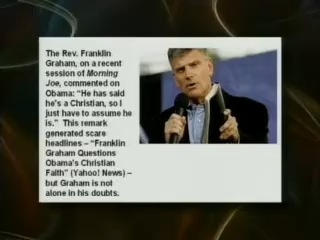 The Rev. Franklin
Graham, on a recent
session of Morning
Joe, commented on
Obama: "He has said
he's a Christian, so I
just have to assume he
is." This remark
generated scare
headlines – "Franklin
Graham Questions
Obama's Christian
Faith" (Yahoo! News) –
but Graham is not
alone in his doubts.